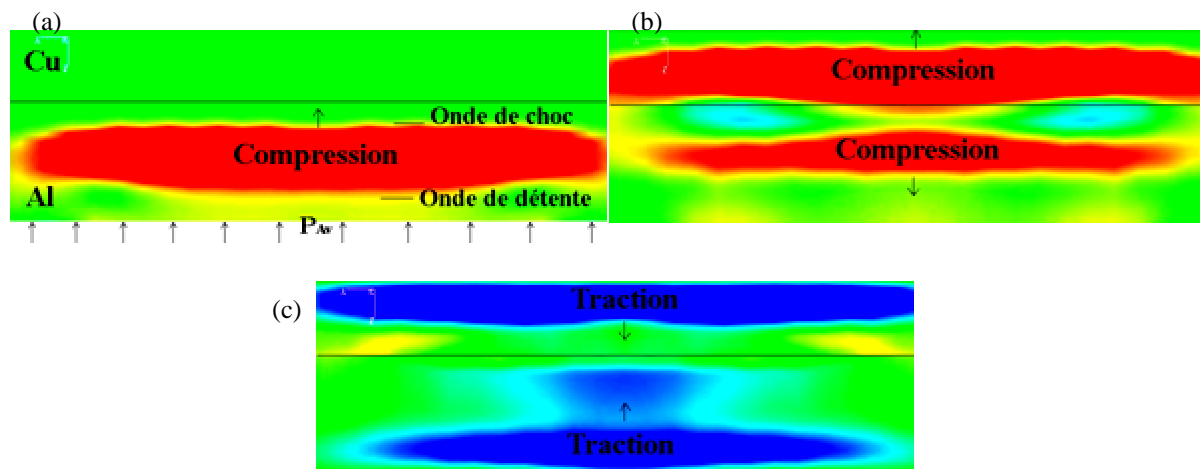 (a)
Cu
Onde de choc
Compression
Al
Onde de détente
P
(b)
Compression
Compression
(c)
Traction
Traction